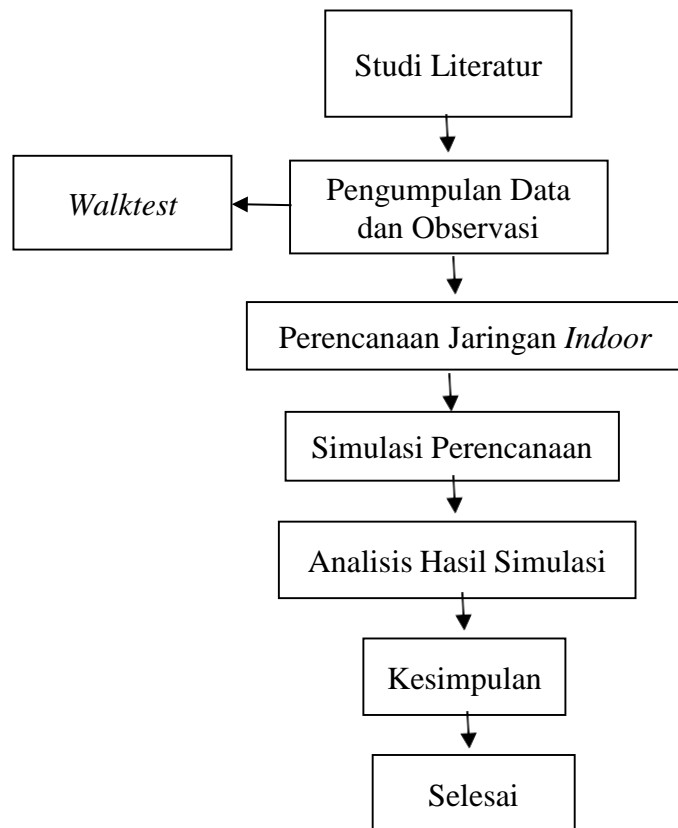 Studi Literatur
Walktest
Pengumpulan Data
dan Observasi
Perencanaan Jaringan Indoor
Simulasi Perencanaan
Analisis Hasil Simulasi
Kesimpulan
Selesai